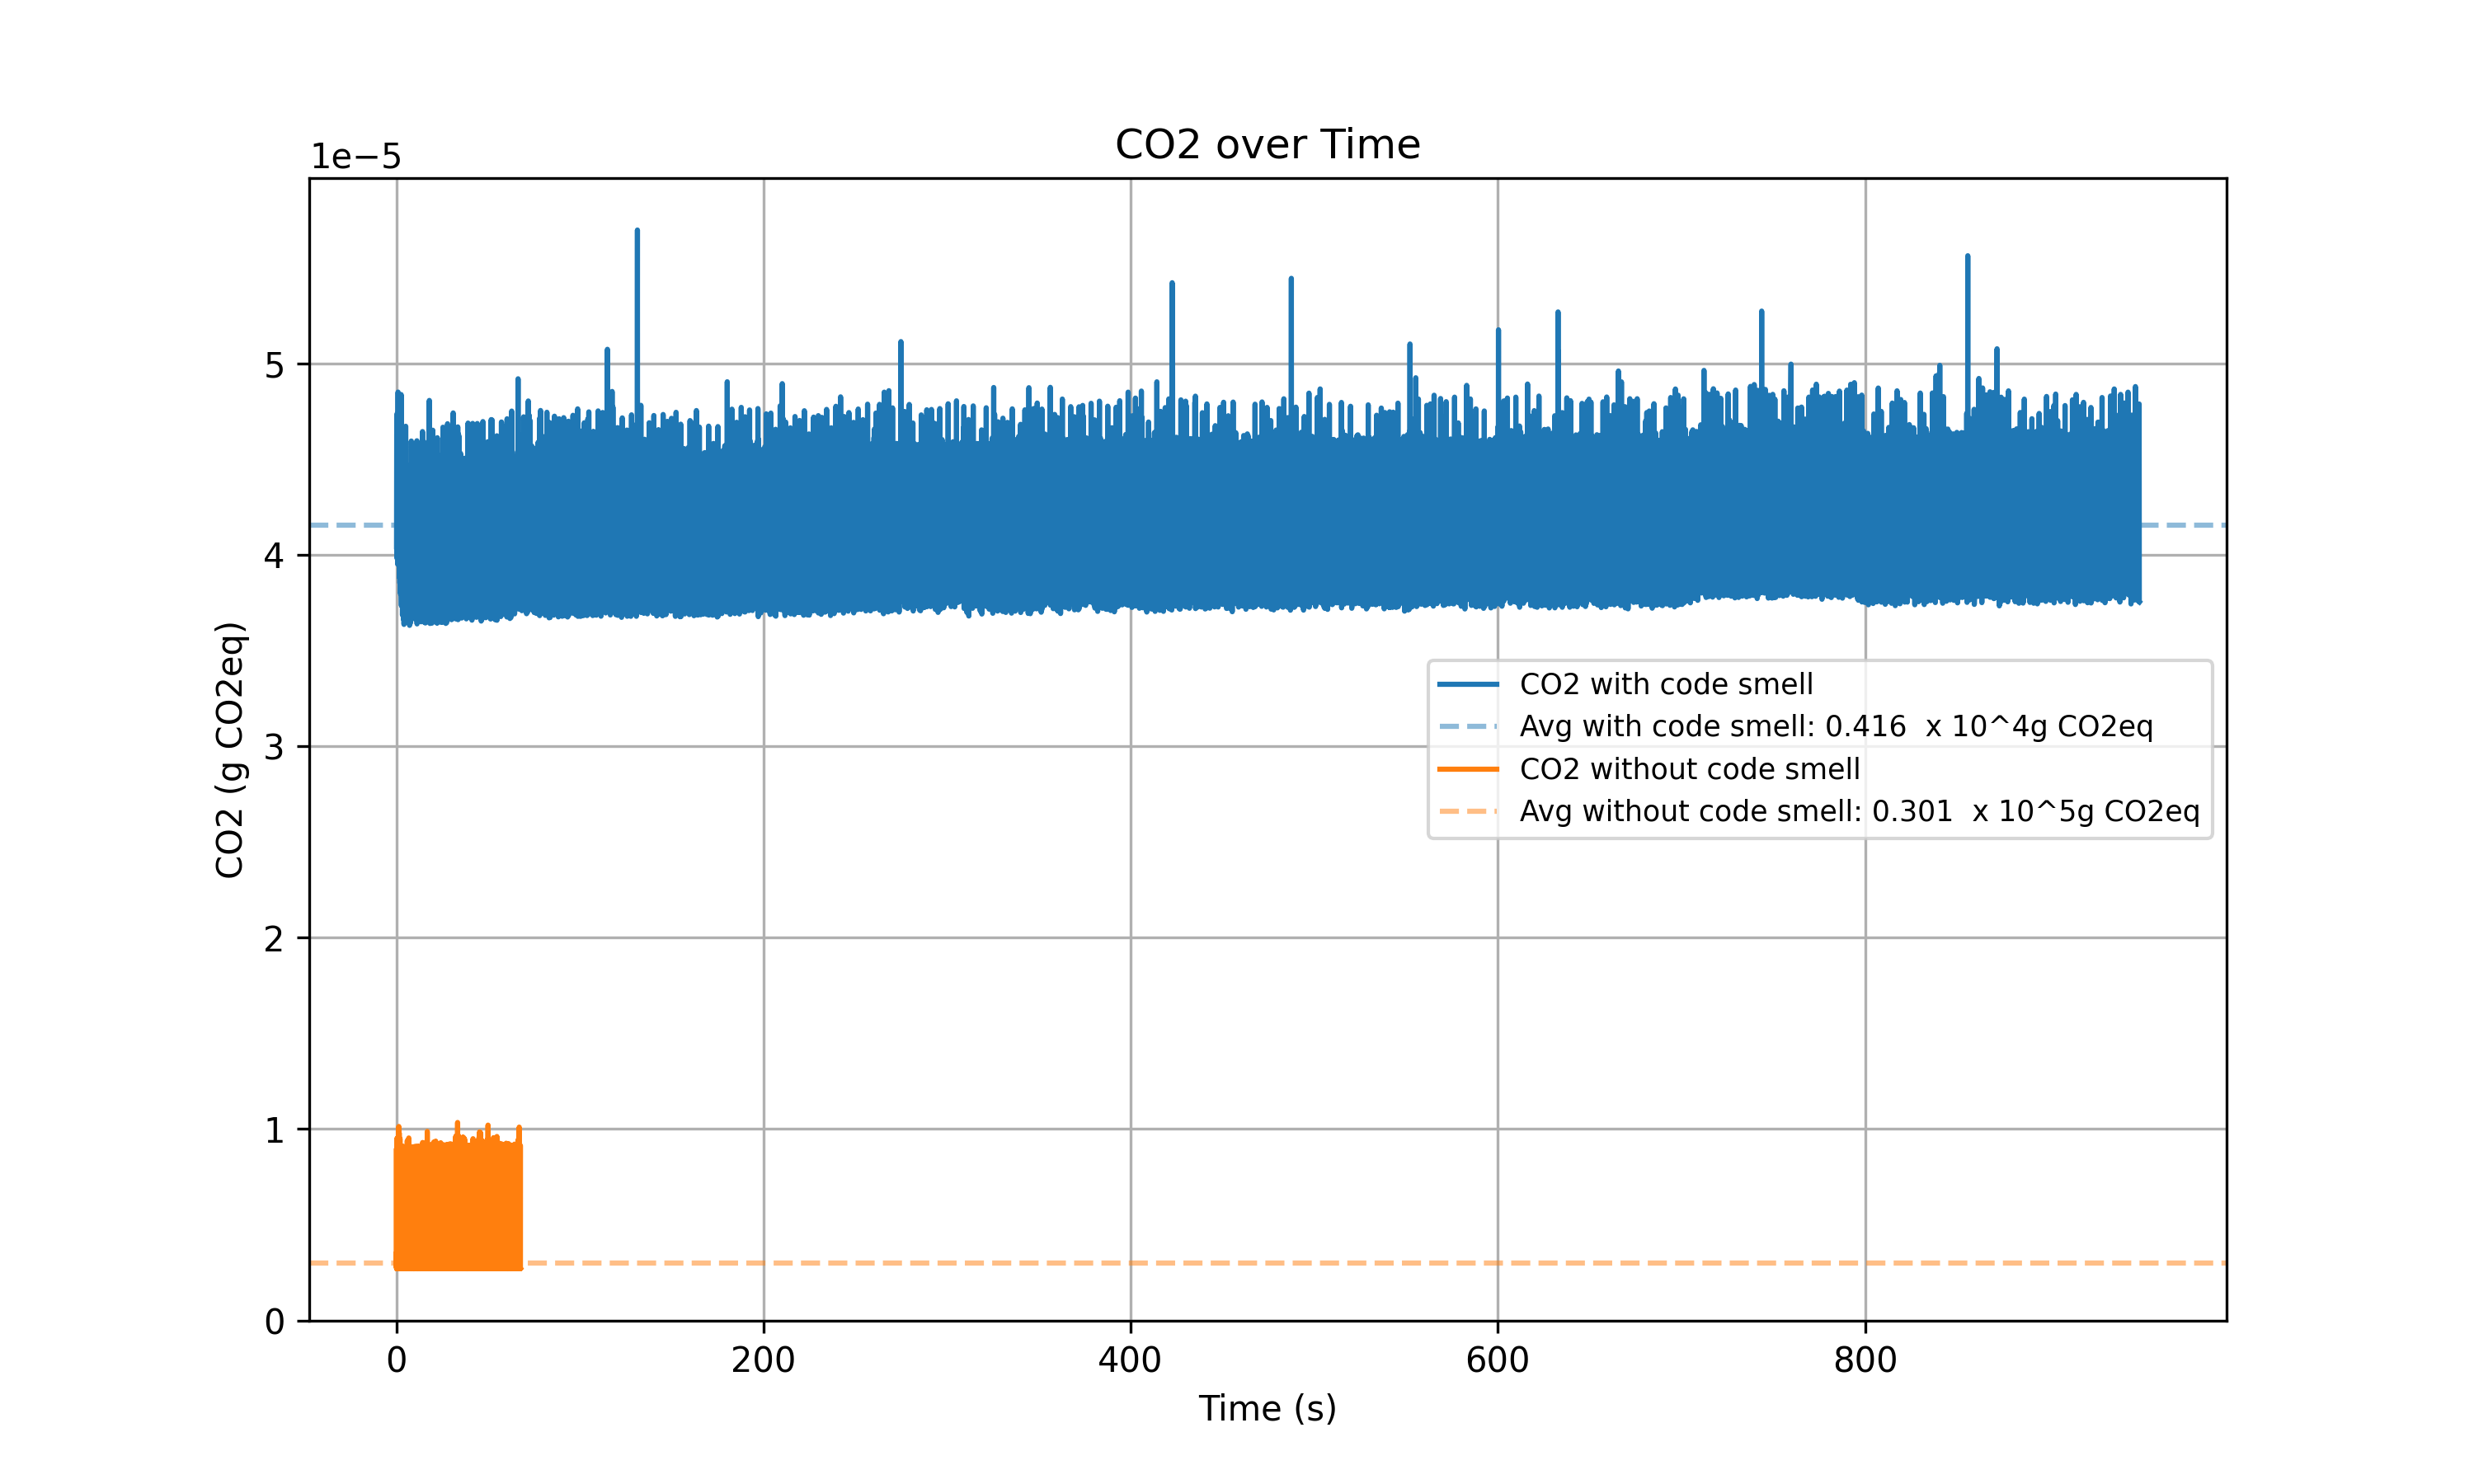 CO2 over Time
1e−5
5
4
3
2
1
0
CO2 (g CO2eq)
CO2 with code smell
Avg with code smell: 0.416  x 10^4g CO2eq
CO2 without code smell
Avg without code smell: 0.301  x 10^5g CO2eq
0 200 400 600 800
Time (s)